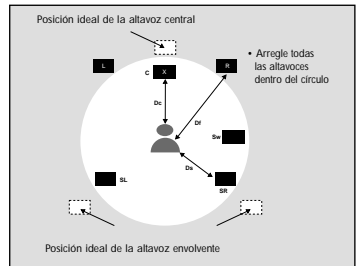 Posición ideal de la altavoz central
L
R
C
X
• Arregle todas
las altavoces
dentro del círculo
Dc
Df
Sw
Ds
SL
SR
Posición ideal de la altavoz envolvente